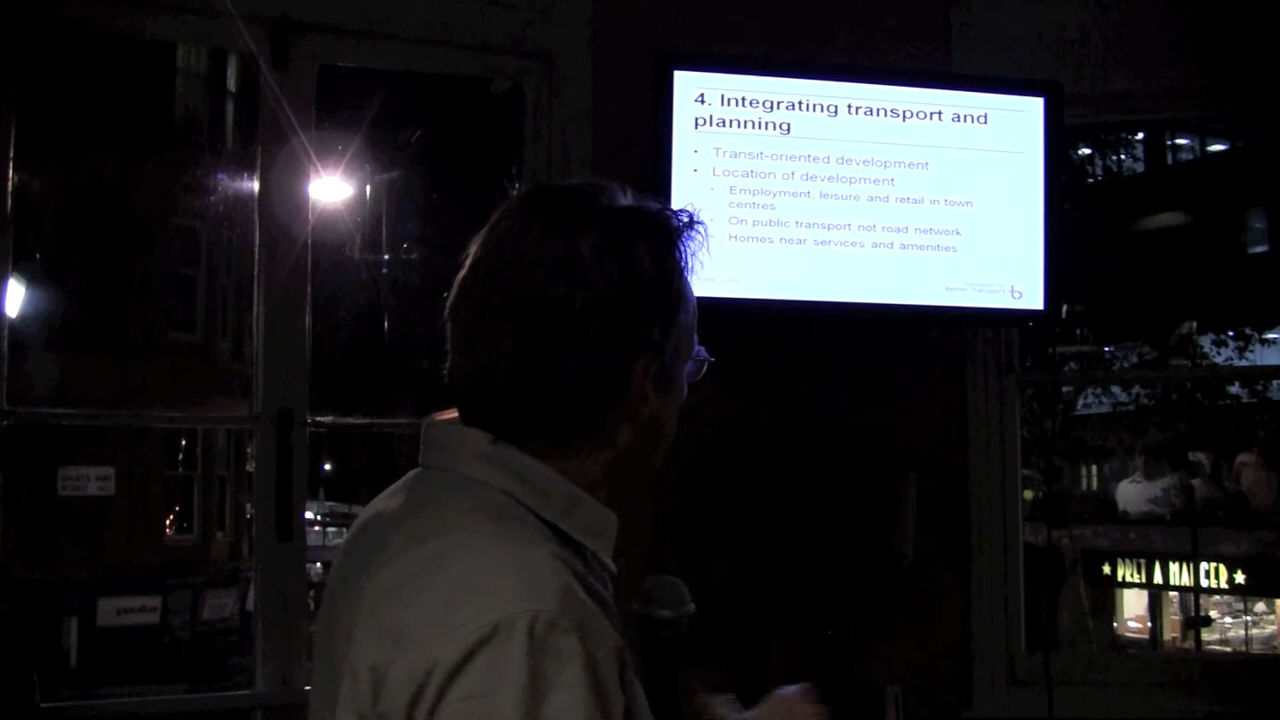 4. Integrating transport and
planning
• Transit-oriented development
• Location of development
Employment, leisure and retail in town
centres
On public transport not road network
Homes near services and amenities
Better Transport
guardian
★ PRET A MANGER ★